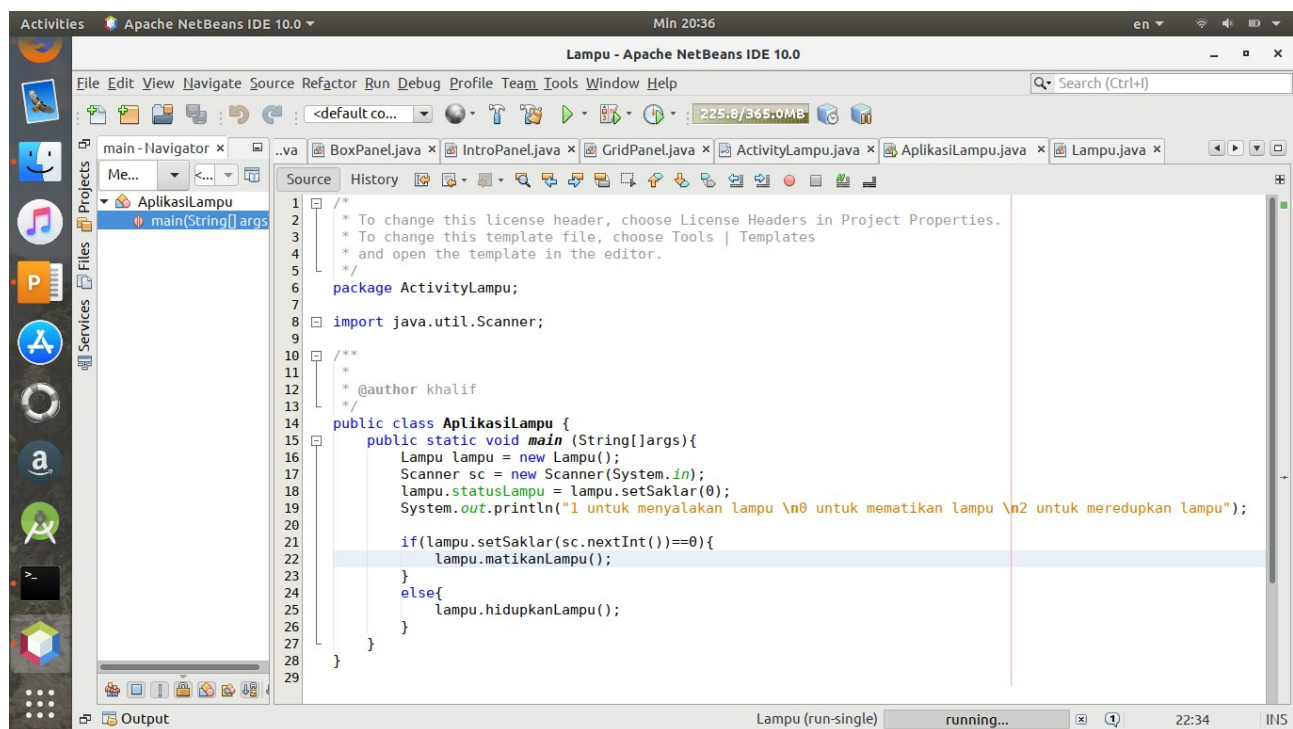 Activities Apache NetBeans IDE 10.0 Min 20:36 en
Lampu - Apache NetBeans IDE 10.0
File Edit View Navigate Source Refactor Run Debug Profile Team Tools Window Help Search (Ctrl+I)
<default co... 225.8/365.0MB
main - Navigator ..va BoxPanel.java IntroPanel.java GridPanel.java ActivityLampu.java AplikasiLampu.java Lampu.java
Me... <... Source History
Projects
Files
Services
AplikasiLampu
main(String[] args
1 /*
2 * To change this license header, choose License Headers in Project Properties.
3 * To change this template file, choose Tools | Templates
4 * and open the template in the editor.
5 */
6 package ActivityLampu;
7
8 import java.util.Scanner;
9
10 /**
11 *
12 * @author khalif
13 */
14 public class AplikasiLampu {
15 public static void main (String[]args){
16 Lampu lampu = new Lampu();
17 Scanner sc = new Scanner(System.in);
18 lampu.statusLampu = lampu.setSaklar(0);
19 System.out.println("1 untuk menyalakan lampu \n0 untuk mematikan lampu \n2 untuk meredupkan lampu");
20
21 if(lampu.setSaklar(sc.nextInt())==0){
22 lampu.matikanLampu();
23 }
24 else{
25 lampu.hidupkanLampu();
26 }
27 }
28 }
29
Output Lampu (run-single) running... 1 22:34 INS